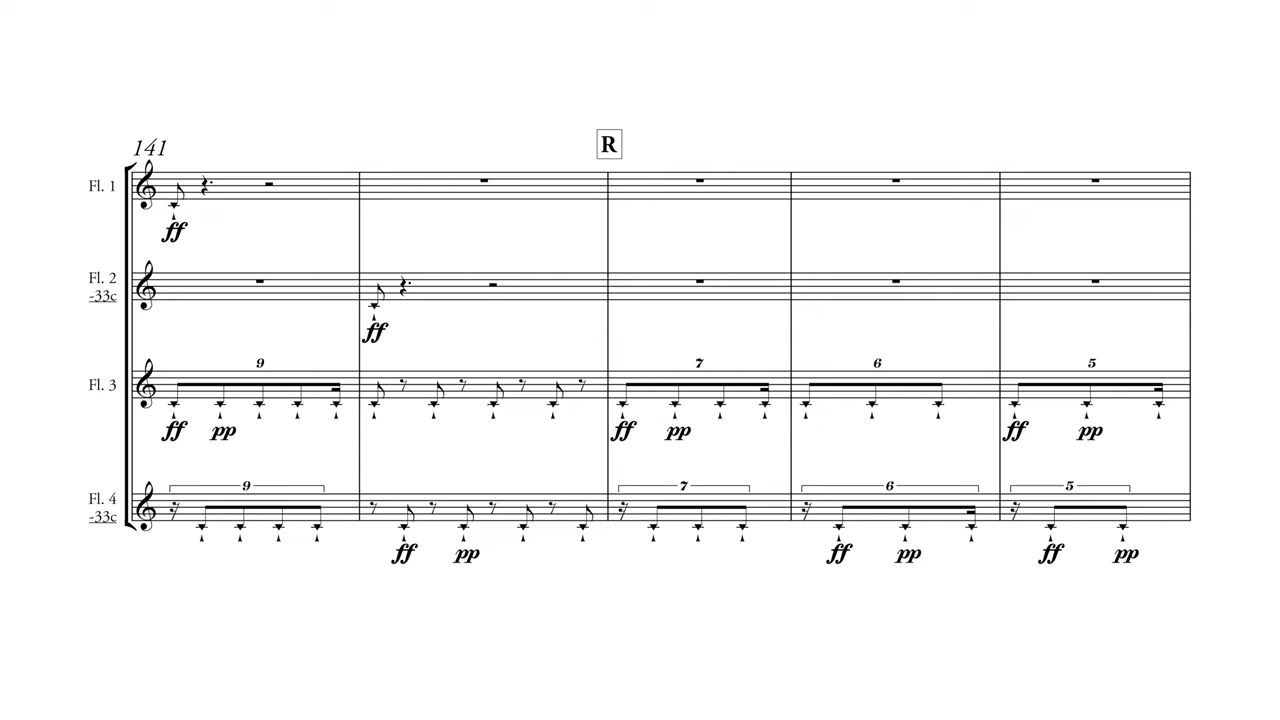 141
R
Fl. 1
ff
Fl. 2
-33c
ff
9 7 6 5
Fl. 3
ff pp ff pp ff pp
9 7 6 5
Fl. 4
-33c
ff pp ff pp ff pp